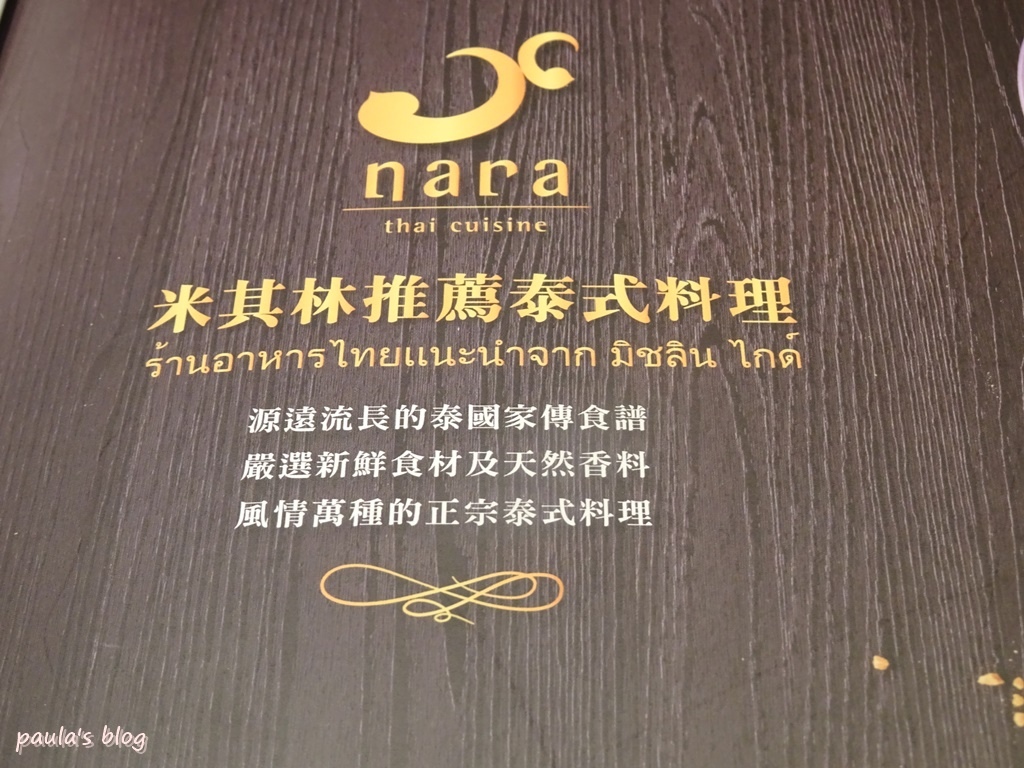 nara
thai cuisine
米其林推薦泰式料理
ร้านอาหารไทยแนะนำจาก มิชลิน ไกด์
源遠流長的泰國家傳食譜
嚴選新鮮食材及天然香料
風情萬種的正宗泰式料理
paula's blog